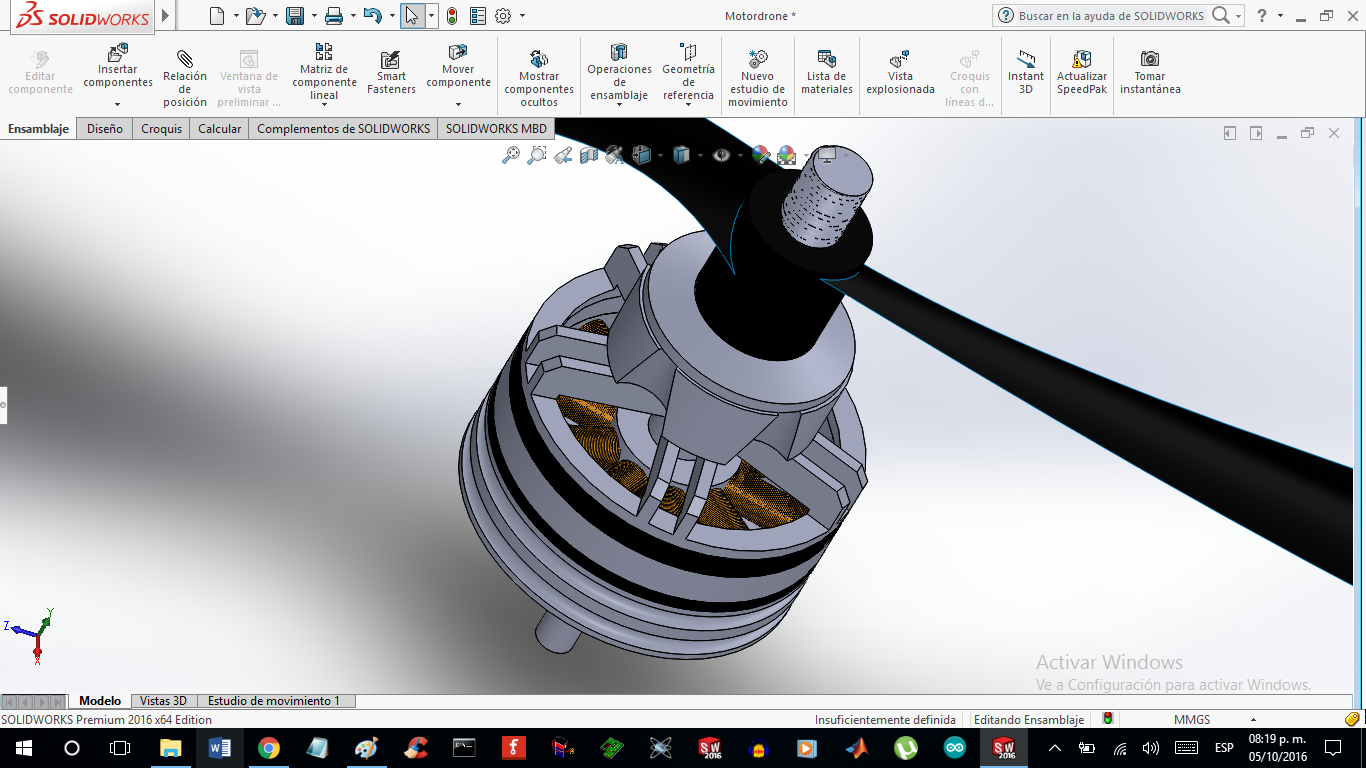 SOLIDWORKS
Motordrone *
Buscar en la ayuda de SOLIDWORKS
?
Editar
componente
Insertar
componentes
Relación
de
posición
Ventana de
vista
preliminar ...
Matriz de
componente
lineal
Smart
Fasteners
Mover
componente
Mostrar
componentes
ocultos
Operaciones
de
ensamblaje
Geometría
de
referencia
Nuevo
estudio de
movimiento
Lista de
materiales
Vista
explosionada
Croquis
con
líneas d...
Instant
3D
Actualizar
SpeedPak
Tomar
instantánea
Ensamblaje
Diseño
Croquis
Calcular
Complementos de SOLIDWORKS
SOLIDWORKS MBD
Y
Z
X
Activar Windows
Ve a Configuración para activar Windows.
Modelo
Vistas 3D
Estudio de movimiento 1
SOLIDWORKS Premium 2016 x64 Edition
Insuficientemente definida
Editando Ensamblaje
MMGS
SW
2016
SW
2016
ESP
08:19 p. m.
05/10/2016